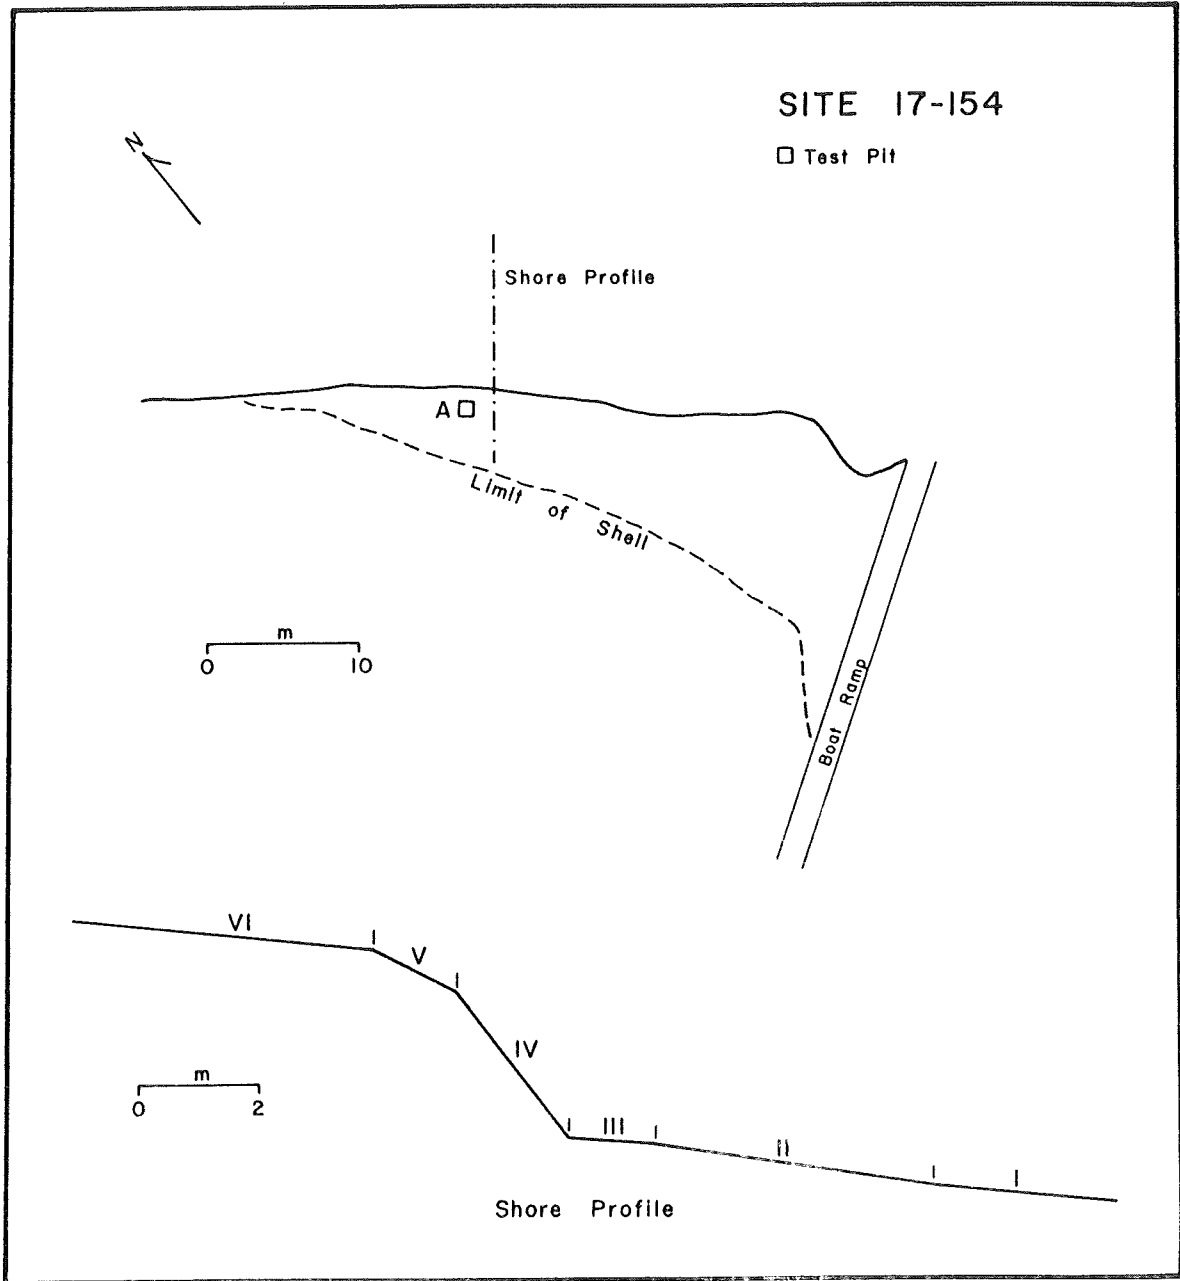 SITE 17-154
□ Test Pit
N
Shore Profile
A
Limit of Shell
m
0 10
Boat Ramp
VI
V
IV
m
0 2
III
II
I
Shore Profile